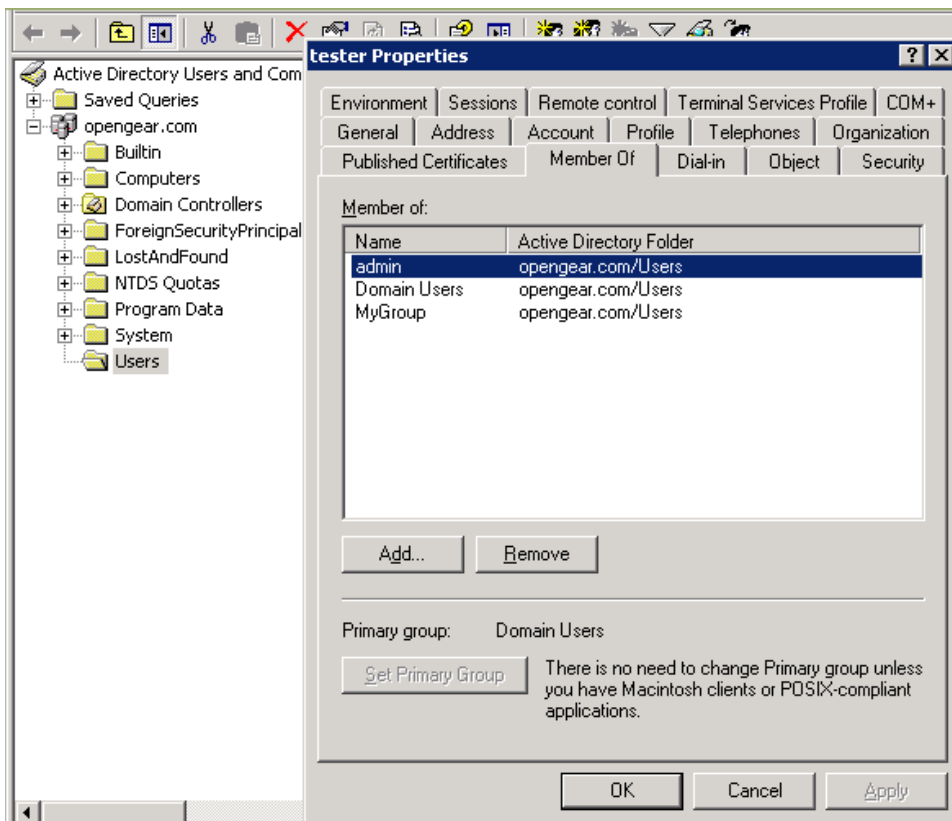 tester Properties
Active Directory Users and Com
Saved Queries
opengear.com
Builtin
Computers
Domain Controllers
ForeignSecurityPrincipal
LostAndFound
NTDS Quotas
Program Data
System
Users
Environment Sessions Remote control Terminal Services Profile COM+
General Address Account Profile Telephones Organization
Published Certificates Member Of Dial-in Object Security
Member of:
Name Active Directory Folder
admin opengear.com/Users
Domain Users opengear.com/Users
MyGroup opengear.com/Users
Add... Remove
Primary group: Domain Users
Set Primary Group
There is no need to change Primary group unless
you have Macintosh clients or POSIX-compliant
applications.
OK Cancel Apply